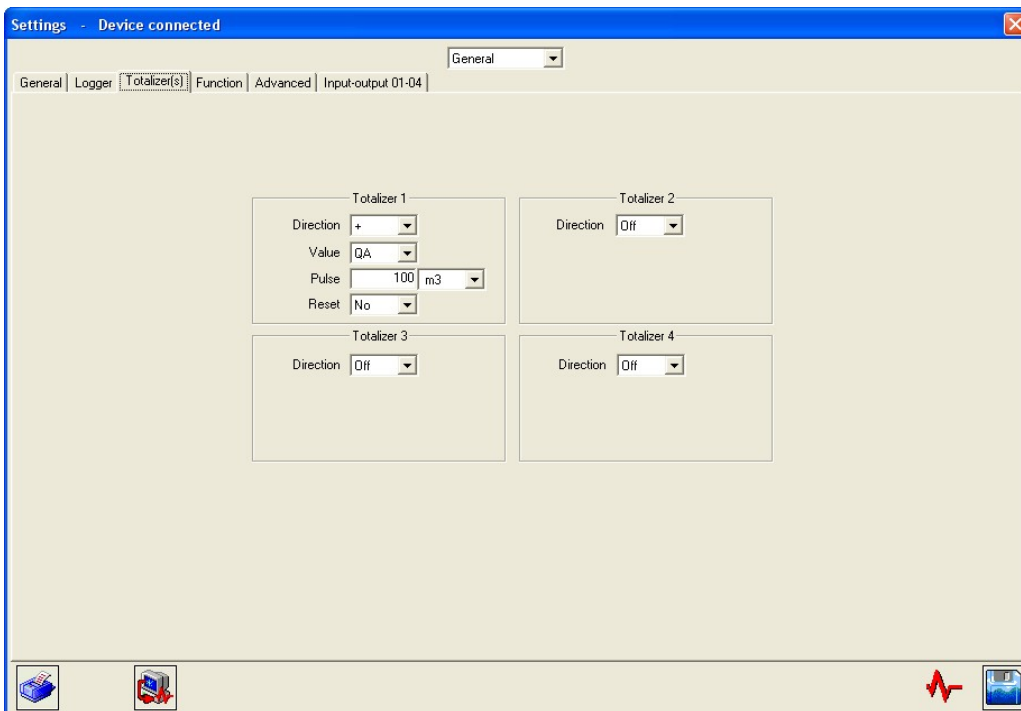 Settings - Device connected
General
General Logger Totalizer(s) Function Advanced Input-output 01-04
Totalizer 1
Direction +
Value QA
Pulse 100 m3
Reset No
Totalizer 2
Direction Off
Totalizer 3
Direction Off
Totalizer 4
Direction Off